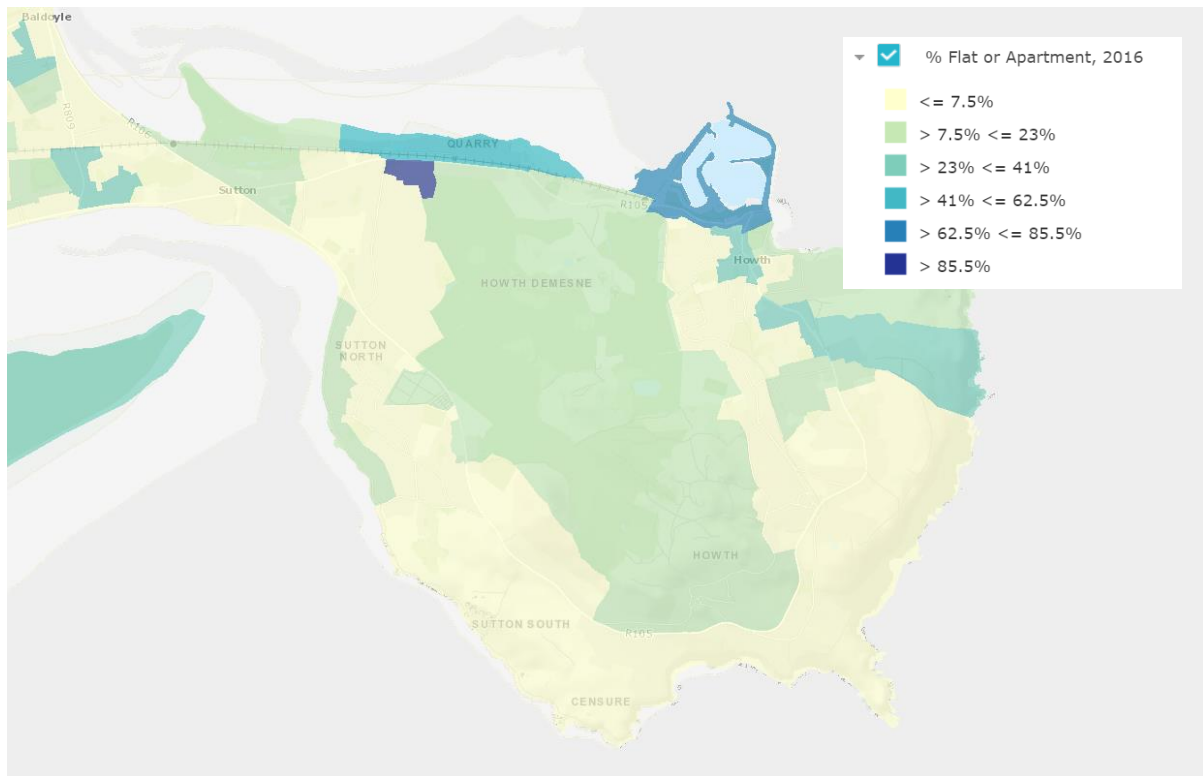 Baldoyle
% Flat or Apartment, 2016
<= 7.5%
> 7.5% <= 23%
> 23% <= 41%
> 41% <= 62.5%
> 62.5% <= 85.5%
> 85.5%
R809
R106
QUARRY
Sutton
R105
Howth
HOWTH DEMESNE
SUTTON
NORTH
HOWTH
SUTTON SOUTH
R105
CENSURE